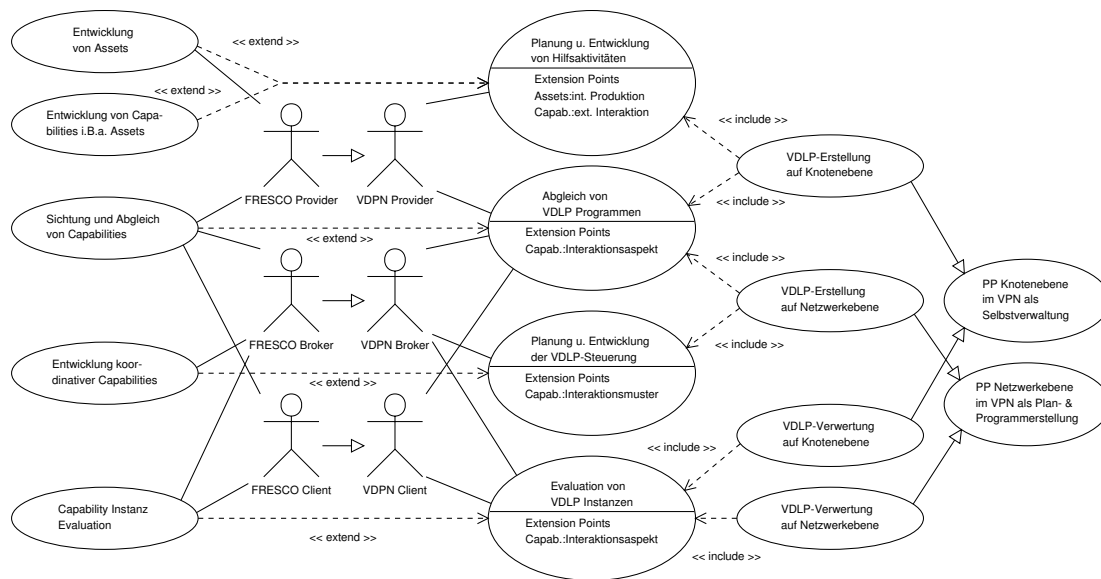 Entwicklung
von Assets
<< extend >>
<< extend >>
Entwicklung von Capa-
bilities i.B.a. Assets
Planung u. Entwicklung
von Hilfsaktivitäten
Extension Points
Assets:int. Produktion
Capab.:ext. Interaktion
<< include >>
VDLP-Erstellung
auf Knotenebene
<< include >>
FRESCO Provider
VDPN Provider
Sichtung und Abgleich
von Capabilities
<< extend >>
Abgleich von
VDLP Programmen
Extension Points
Capab.:Interaktionsaspekt
<< include >>
VDLP-Erstellung
auf Netzwerkebene
<< include >>
PP Knotenebene
im VPN als
Selbstverwaltung
FRESCO Broker
VDPN Broker
Entwicklung koor-
dinativer Capabilities
<< extend >>
Planung u. Entwicklung
der VDLP-Steuerung
Extension Points
Capab.:Interaktionsmuster
PP Netzwerkebene
im VPN als Plan- &
Programmerstellung
VDLP-Verwertung
auf Knotenebene
<< include >>
FRESCO Client
VDPN Client
Capability Instanz
Evaluation
<< extend >>
Evaluation von
VDLP Instanzen
Extension Points
Capab.:Interaktionsaspekt
VDLP-Verwertung
auf Netzwerkebene
<< include >>